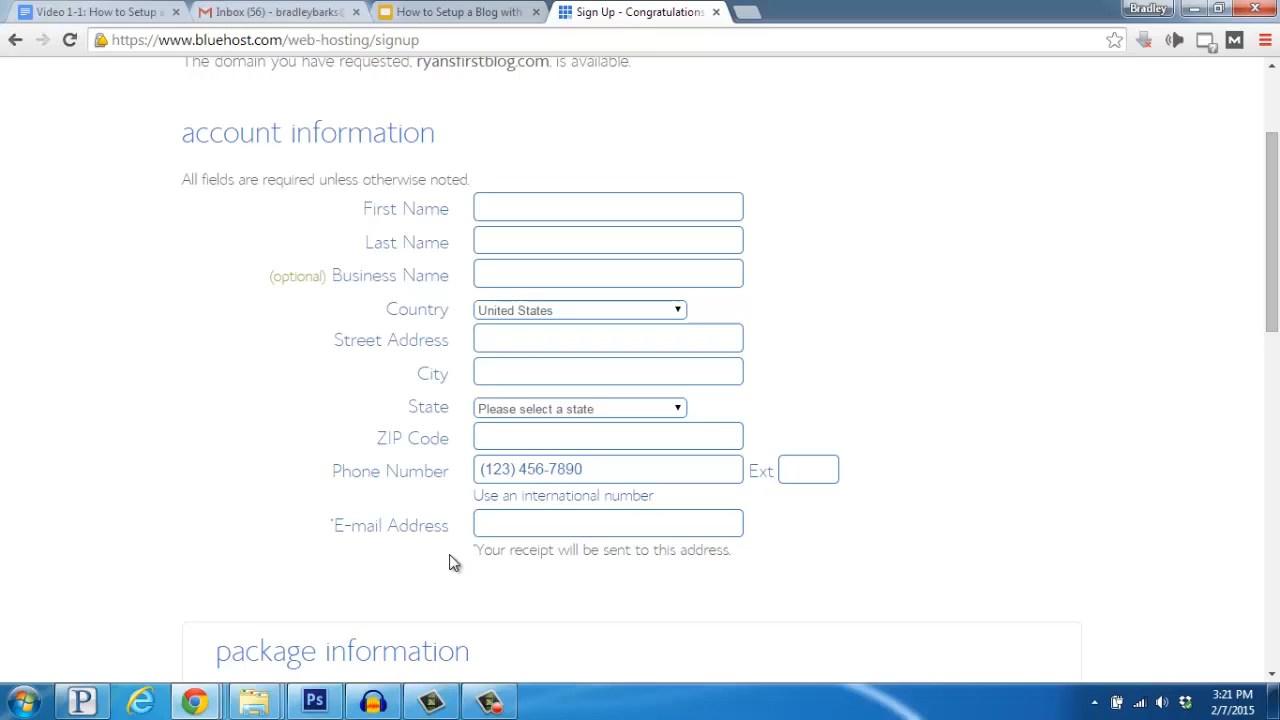 Video 1-1: How to Setup a
Inbox (56) - bradleybarks@
How to Setup a Blog with
Sign Up - Congratulations
Bradley
https://www.bluehost.com/web-hosting/signup
The domain you have requested, ryansfirstblog.com, is available.
account information
All fields are required unless otherwise noted.
First Name
Last Name
(optional) Business Name
Country United States
Street Address
City
State Please select a state
ZIP Code
Phone Number (123) 456-7890 Ext
Use an international number
*E-mail Address
*Your receipt will be sent to this address.
package information
P
Ps
3:21 PM
2/7/2015